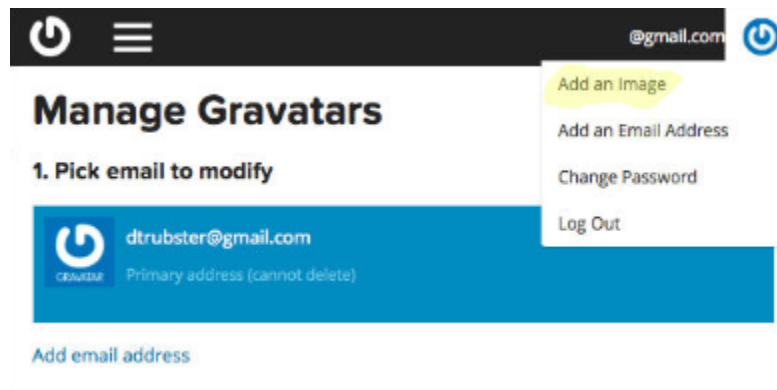 @gmail.com
Add an Image
Manage Gravatars
Add an Email Address
1. Pick email to modify
Change Password
Log Out
dtrubster@gmail.com
GRAVATAR
Primary address (cannot delete)
Add email address